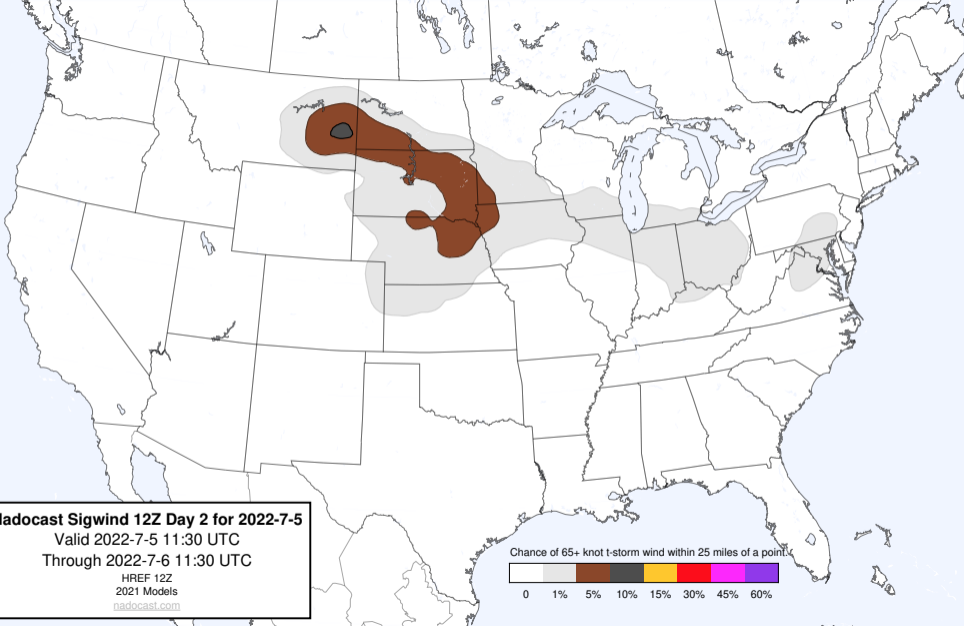 adocast Sigwind 12Z Day 2 for 2022-7-5
Valid 2022-7-5 11:30 UTC
Through 2022-7-6 11:30 UTC
HREF 12Z
2021 Models
nadocast.com
Chance of 65+ knot t-storm wind within 25 miles of a point.
0 1% 5% 10% 15% 30% 45% 60%